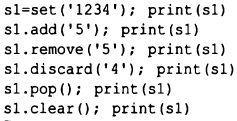 s1=set('1234'); print(s1)
s1.add('5'); print(s1)
s1.remove('5'); print(s1)
s1.discard('4'); print(s1)
s1.pop(); print(s1)
s1.clear(); print(s1)